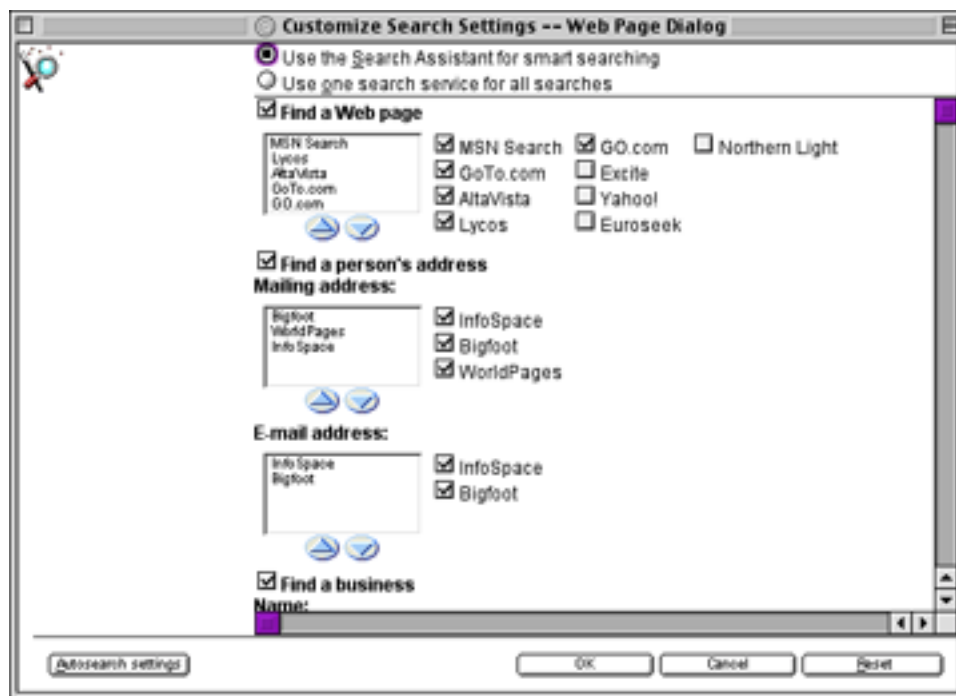 Customize Search Settings -- Web Page Dialog
Use the Search Assistant for smart searching
Use one search service for all searches
Find a Web page
MSN Search
Lycos
AltaVista
GoTo.com
GO.com
MSN Search GO.com Northern Light
GoTo.com Excite
AltaVista Yahoo!
Lycos Euroseek
Find a person's address
Mailing address:
Bigfoot
WorldPages
InfoSpace
InfoSpace
Bigfoot
WorldPages
E-mail address:
InfoSpace
Bigfoot
InfoSpace
Bigfoot
Find a business
Name:
Autosearch settings OK Cancel Reset